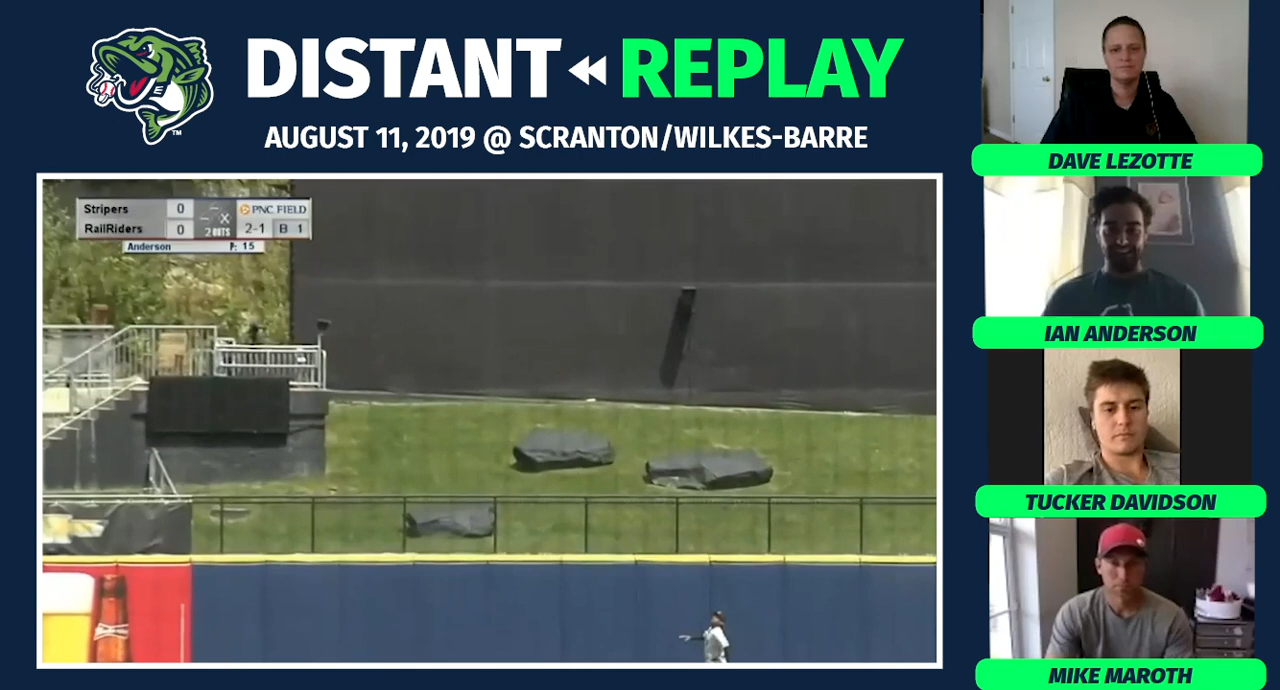 DISTANT REPLAY
AUGUST 11, 2019 @ SCRANTON/WILKES-BARRE
TM
Stripers 0
RailRiders 0
2 OUTS
PNC FIELD
2-1 B 1
Anderson P: 15
DAVE LEZOTTE
IAN ANDERSON
TUCKER DAVIDSON
MIKE MAROTH